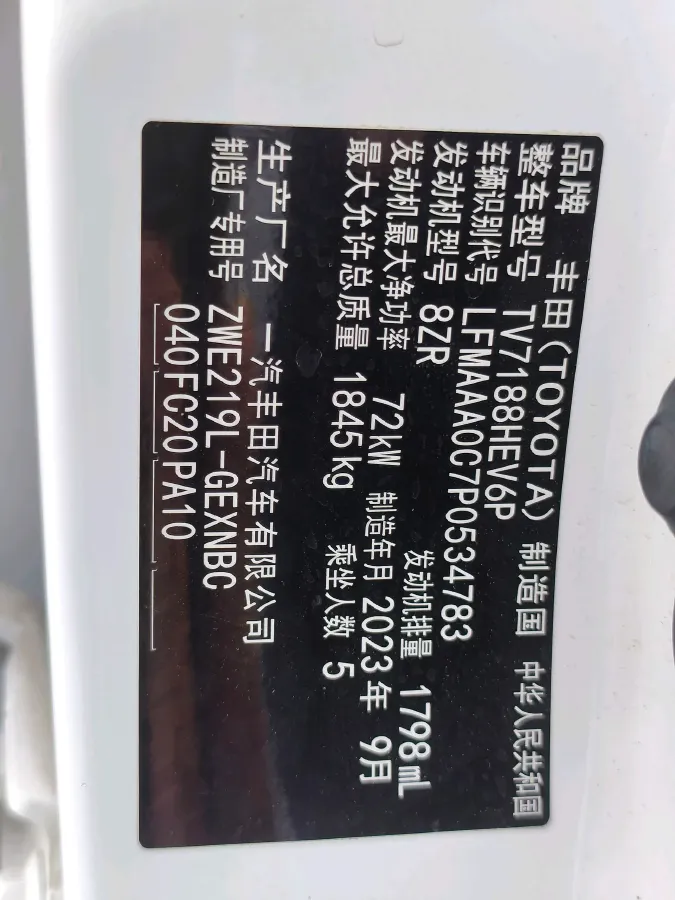 品牌 丰田(TOYOTA) 制造国 中华人民共和国
整车型号 TV7188HEV6P
车辆识别代号 LFMAAA0C7P0534783
发动机型号 8ZR 发动机排量 1798mL
发动机最大净功率 72kW 制造年月 2023年 9月
最大允许总质量 1845kg 乘坐人数 5
生产厂名 一汽丰田汽车有限公司
制造厂专用号 ZWE219L-GEXNBC
040FC20PA10